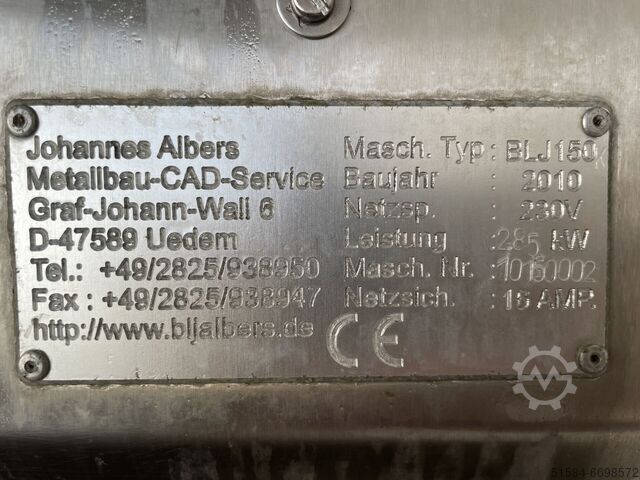 Johannes Albers
Metallbau-CAD-Service
Graf-Johann-Wall 6
D-47589 Uedem
Tel.: +49/2825/938950
Fax : +49/2825/938947
http://www.bljalbers.de
Masch. Typ : BLJ150
Baujahr : 2010
Netzsp. : 230V
Leistung : 2.85 kW
Masch. Nr. : 10150002
Netzsich. : 16 AMP.
CE
51584-6698572